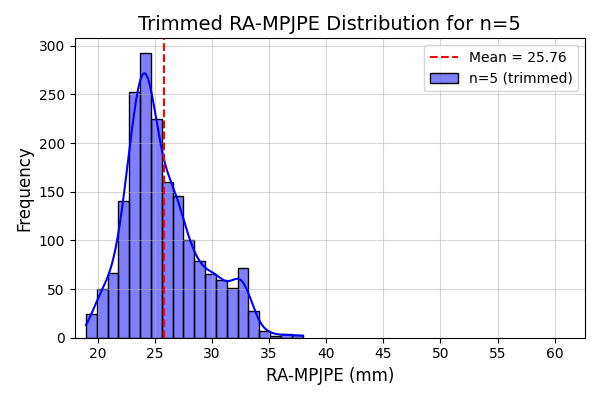 Trimmed RA-MPJPE Distribution for n=5
Mean = 25.76
n=5 (trimmed)
Frequency
300
250
200
150
100
50
0
20 25 30 35 40 45 50 55 60
RA-MPJPE (mm)